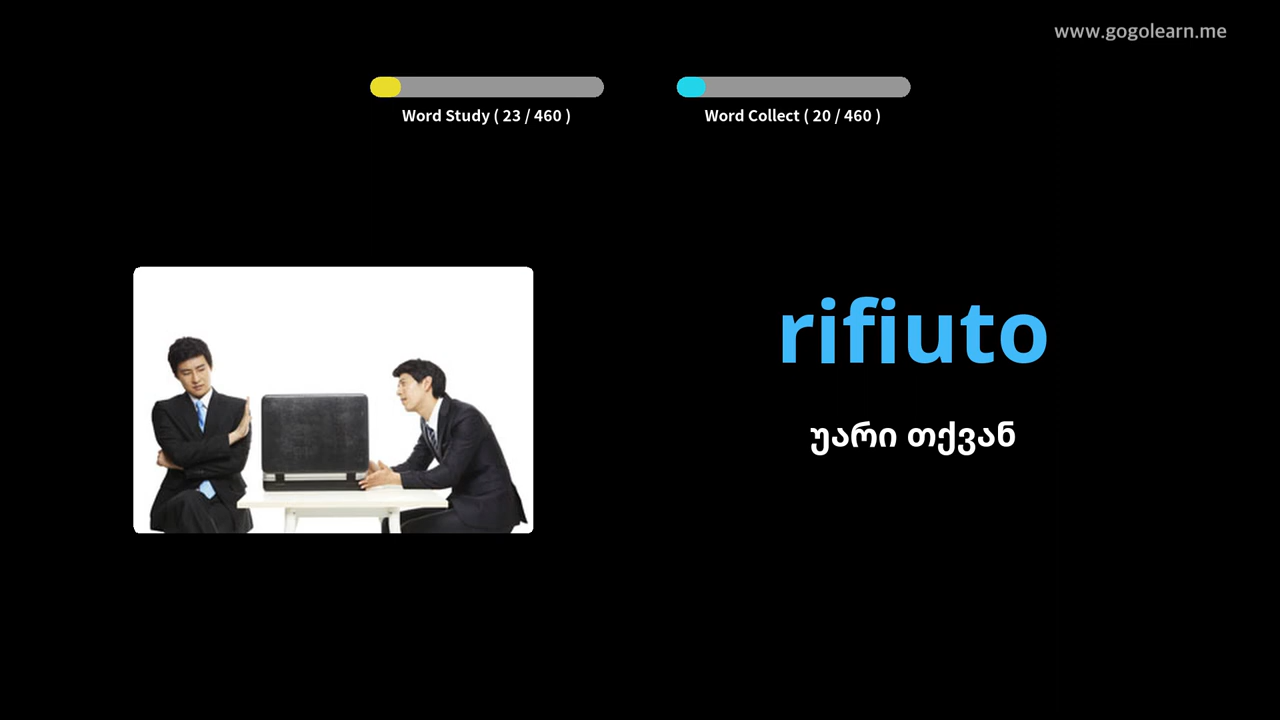 www.gogolearn.me
Word Study ( 23 / 460 )
Word Collect ( 20 / 460 )
rifiuto
უარი თქვან